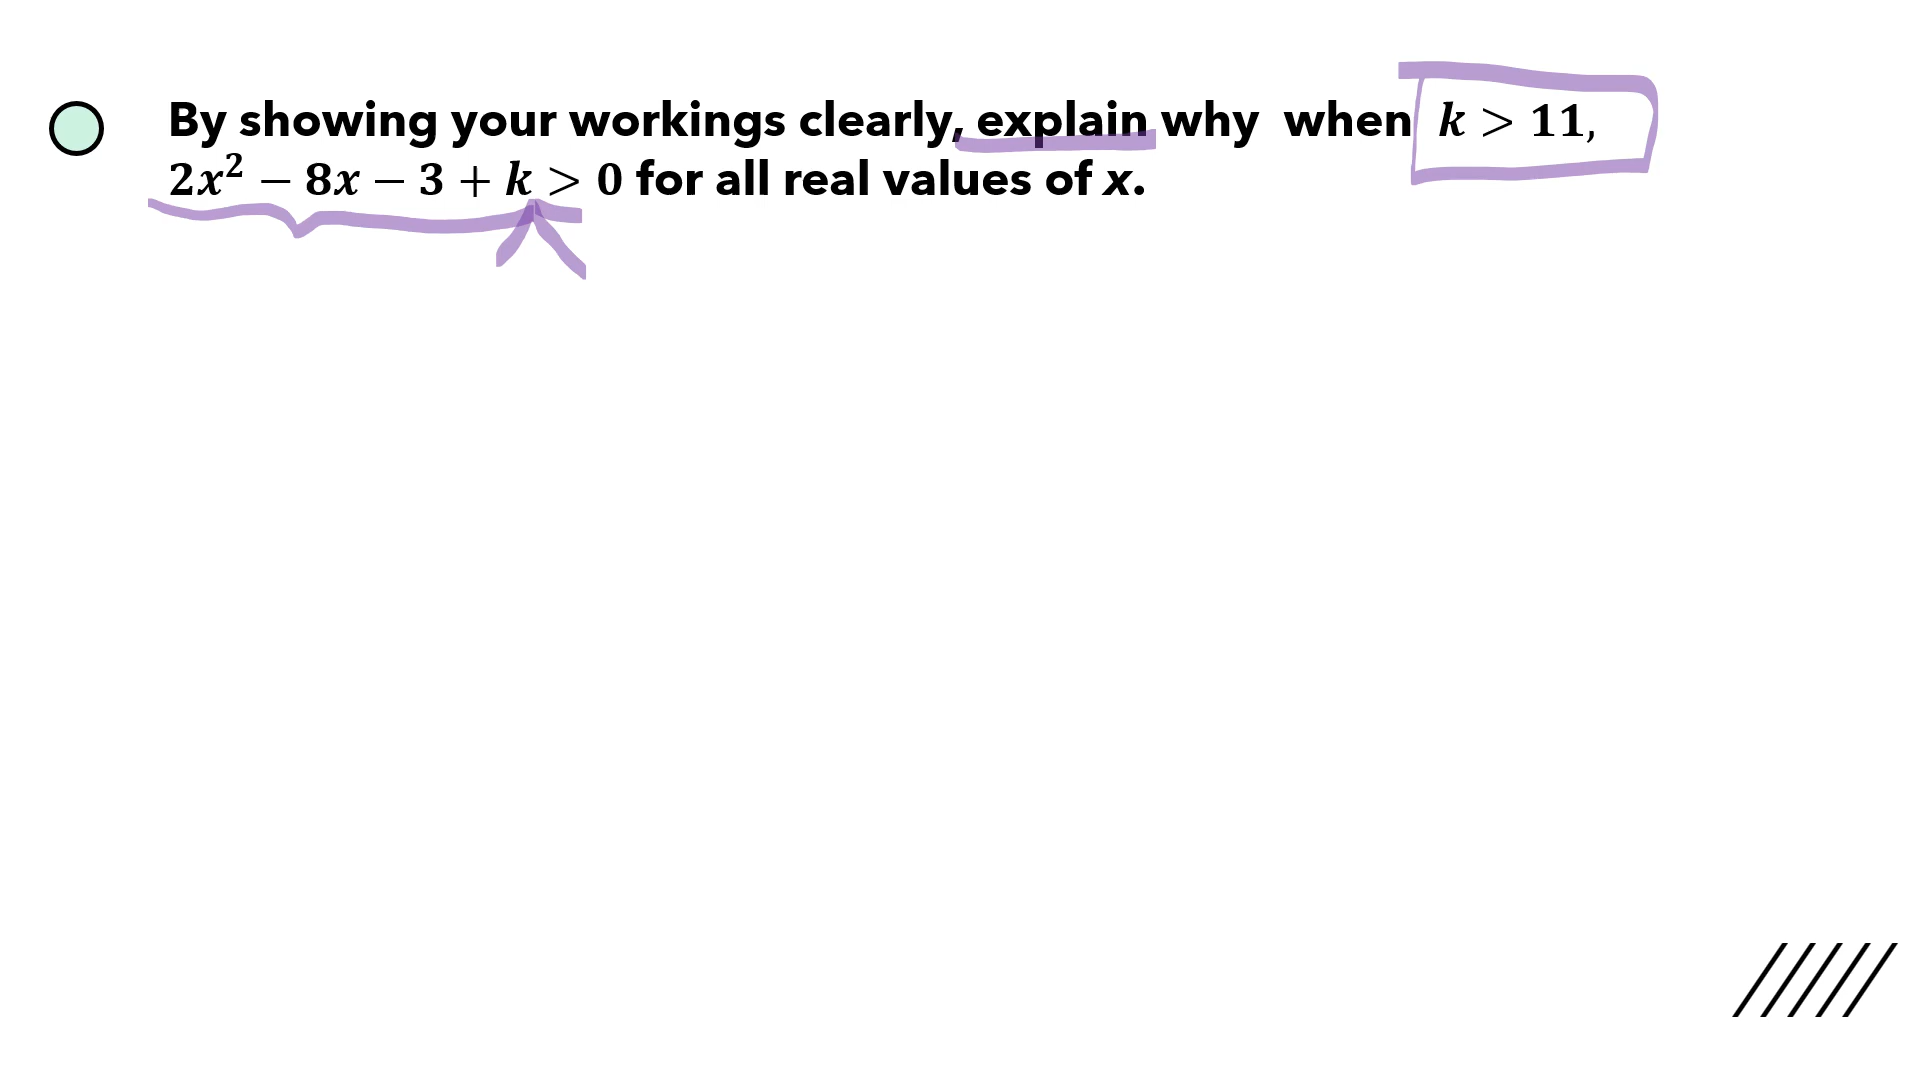 By showing your workings clearly, explain why when k > 11,
2x² − 8x − 3 + k > 0 for all real values of x.